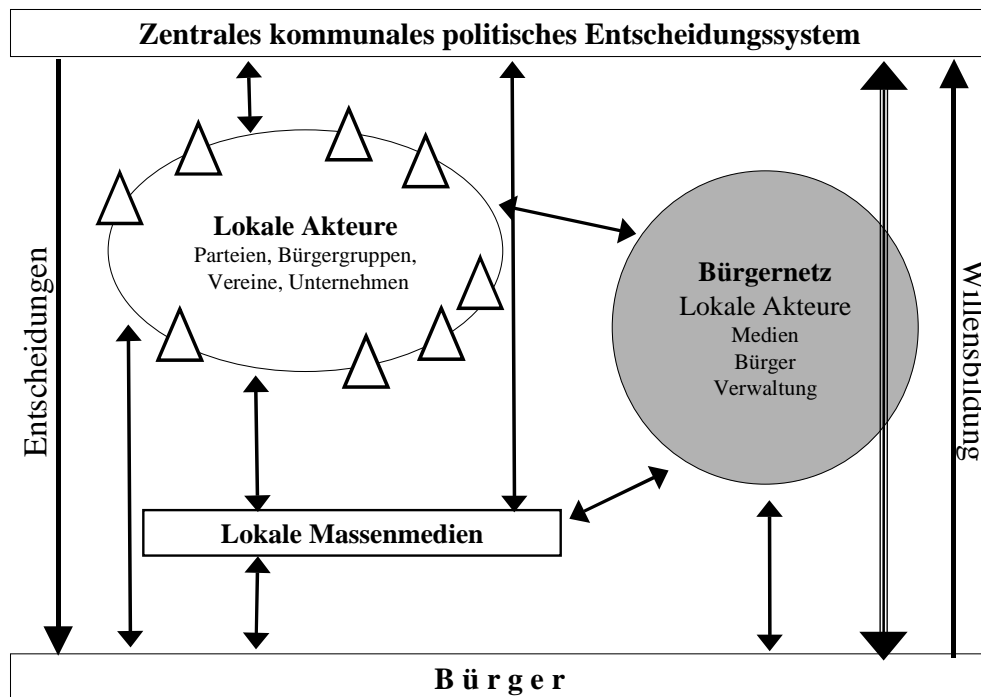 Zentrales kommunales politisches Entscheidungssystem
Entscheidungen
Lokale Akteure
Parteien, Bürgergruppen,
Vereine, Unternehmen
Bürgernetz
Lokale Akteure
Medien
Bürger
Verwaltung
Willensbildung
Lokale Massenmedien
B ü r g e r